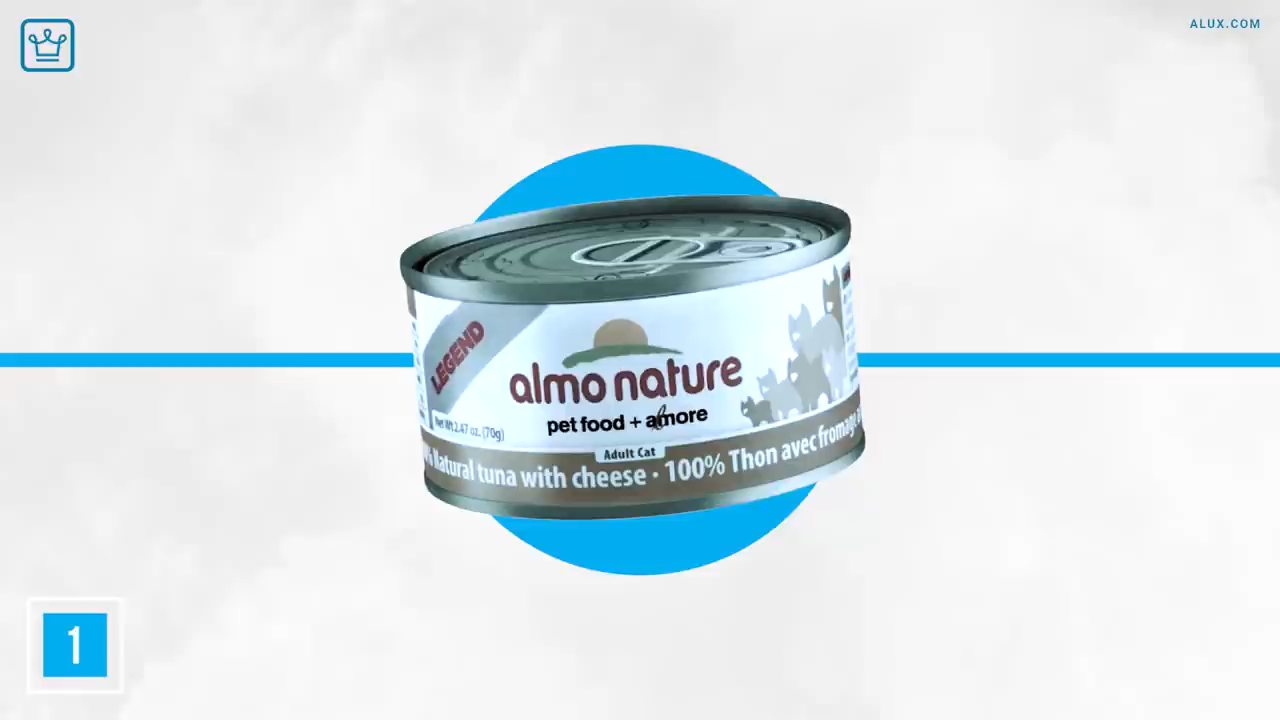 ALUX.COM
LEGEND
almo nature
pet food + amore
Net Wt 2.47 oz. (70g)
Adult Cat
Natural tuna with cheese · 100% Thon avec fromage
1